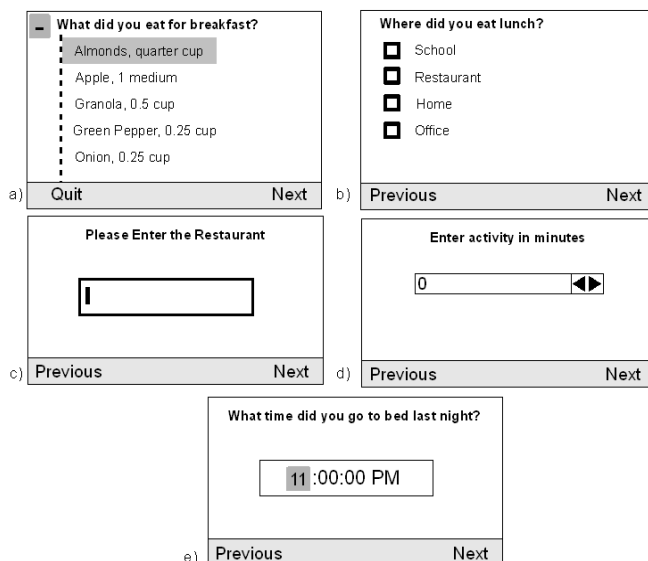 What did you eat for breakfast?
Almonds, quarter cup
Apple, 1 medium
Granola, 0.5 cup
Green Pepper, 0.25 cup
Onion, 0.25 cup
a) Quit Next
Where did you eat lunch?
School
Restaurant
Home
Office
b) Previous Next
Please Enter the Restaurant
c) Previous Next
Enter activity in minutes
0
d) Previous Next
What time did you go to bed last night?
11:00:00 PM
e) Previous Next